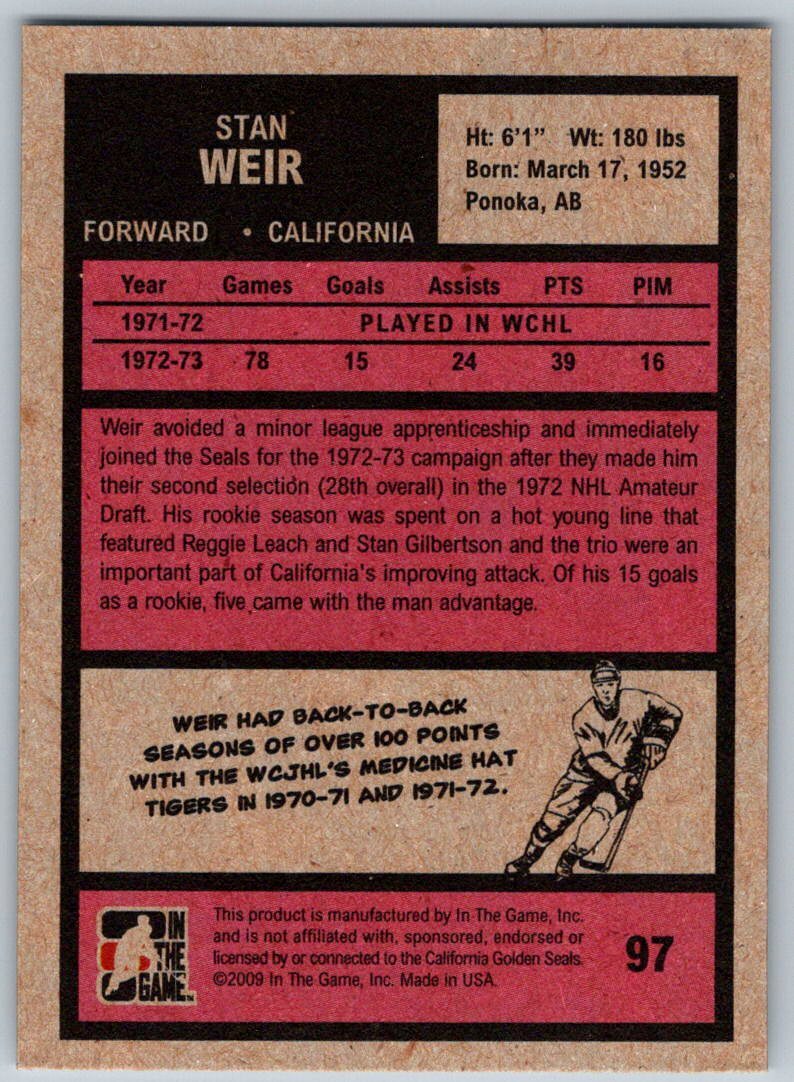 STAN
WEIR
FORWARD • CALIFORNIA
Ht: 6'1" Wt: 180 lbs
Born: March 17, 1952
Ponoka, AB
Year Games Goals Assists PTS PIM
1971-72 PLAYED IN WCHL
1972-73 78 15 24 39 16
Weir avoided a minor league apprenticeship and immediately
joined the Seals for the 1972-73 campaign after they made him
their second selection (28th overall) in the 1972 NHL Amateur
Draft. His rookie season was spent on a hot young line that
featured Reggie Leach and Stan Gilbertson and the trio were an
important part of California's improving attack. Of his 15 goals
as a rookie, five came with the man advantage.
WEIR HAD BACK-TO-BACK
SEASONS OF OVER 100 POINTS
WITH THE WCJHL'S MEDICINE HAT
TIGERS IN 1970-71 AND 1971-72.
IN
THE
GAME™
This product is manufactured by In The Game, Inc.
and is not affiliated with, sponsored, endorsed or
licensed by or connected to the California Golden Seals.
©2009 In The Game, Inc. Made in USA.
97